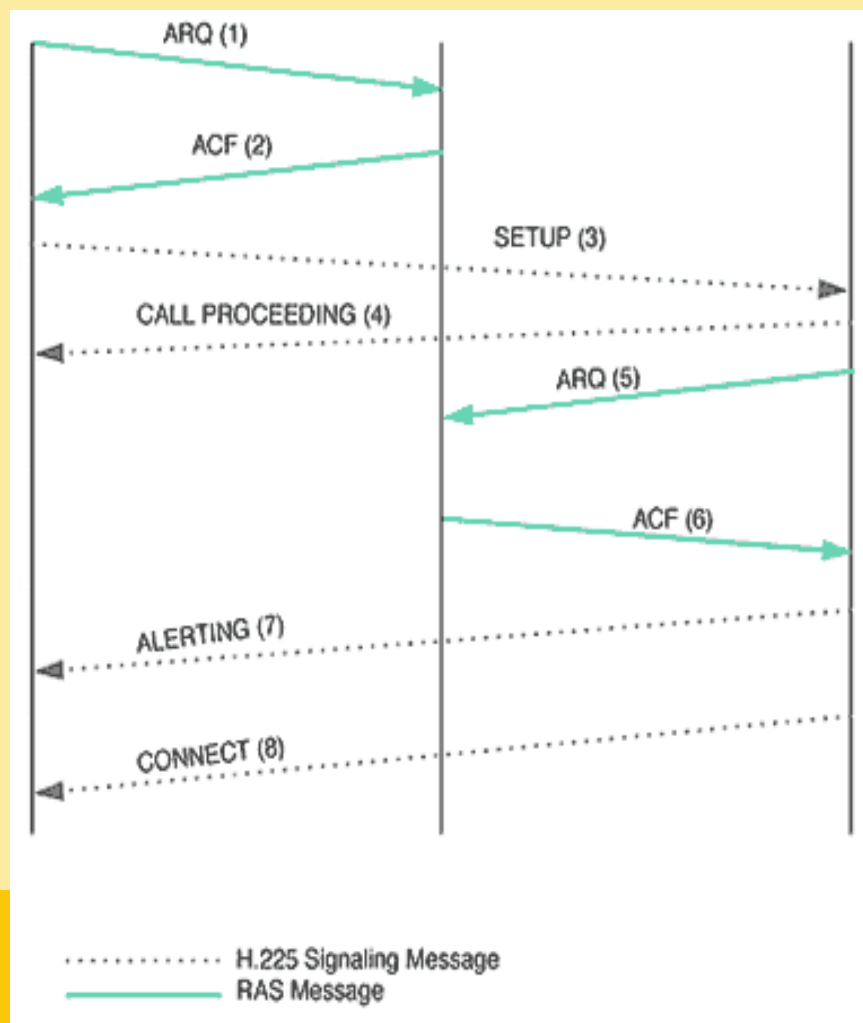 ARQ (1)
ACF (2)
SETUP (3)
CALL PROCEEDING (4)
ARQ (5)
ACF (6)
ALERTING (7)
CONNECT (8)
H.225 Signaling Message
RAS Message